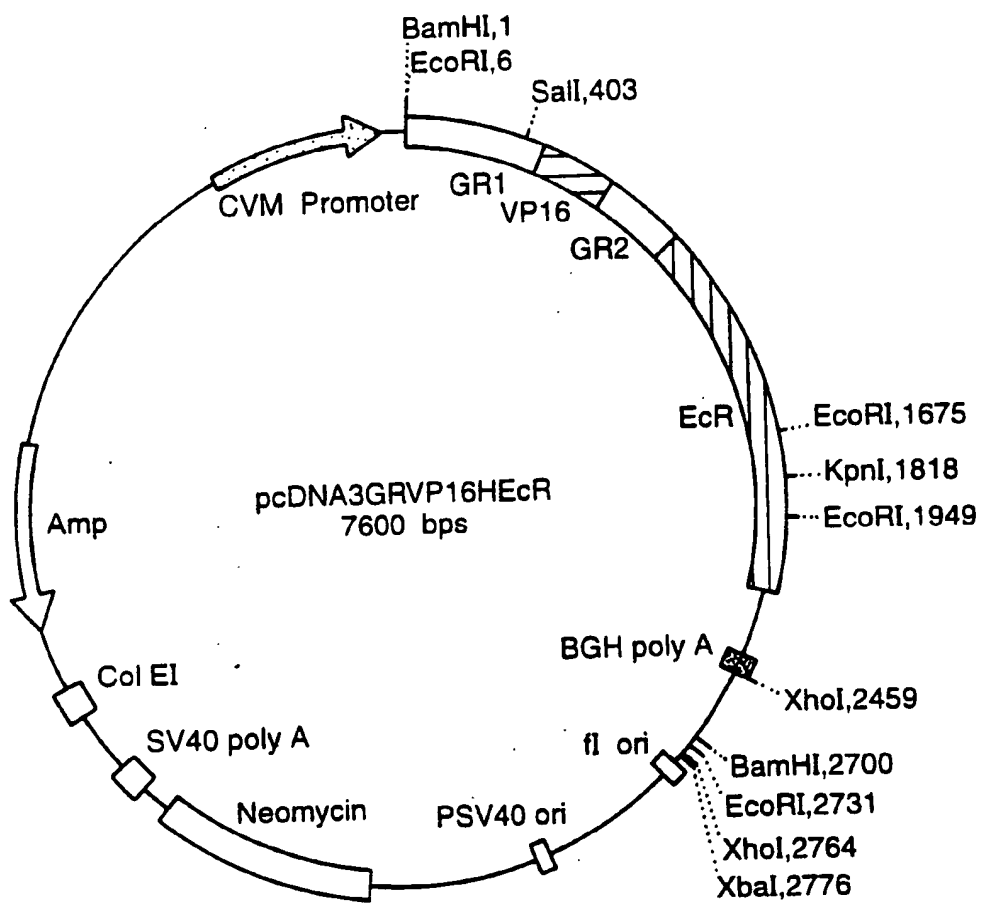 BamHI,1
EcoRI,6
SalI,403
CVM Promoter
GR1
VP16
GR2
EcR
EcoRI,1675
KpnI,1818
EcoRI,1949
pcDNA3GRVP16HEcR
7600 bps
Amp
BGH poly A
XhoI,2459
Col EI
SV40 poly A
fI ori
BamHI,2700
EcoRI,2731
XhoI,2764
XbaI,2776
Neomycin
PSV40 ori